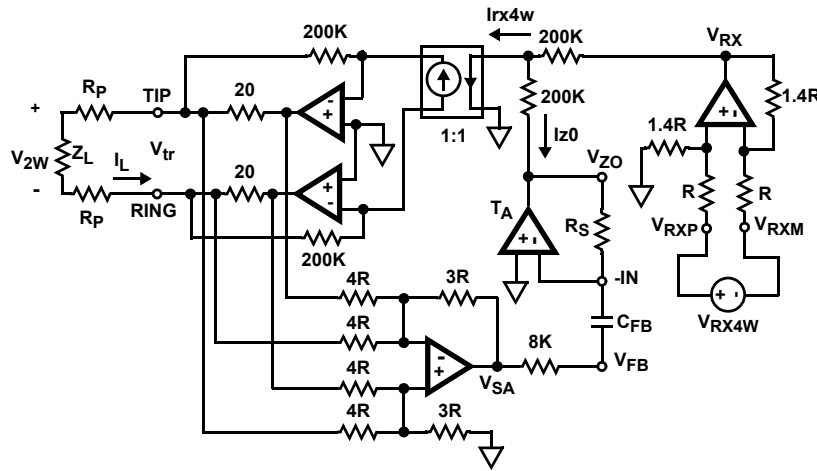 Irx4w
200K
200K
VRX
RP
TIP
20
200K
1.4R
+
-
+
+
-
1:1
Iz0
1.4R
V2W
ZL
Vtr
IL
VZO
R
R
-
+
-
RP
RING
20
TA
RS
VRXP
VRXM
200K
+
-
-IN
+
-
4R
3R
CFB
VRX4W
4R
8K
-
+
VSA
VFB
4R
4R
3R